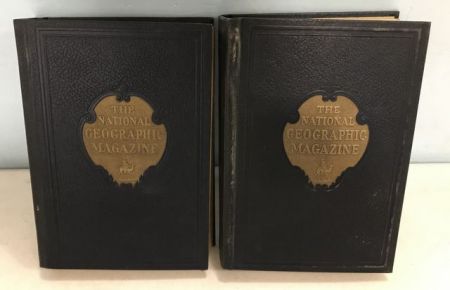 THE
NATIONAL
GEOGRAPHIC
MAGAZINE
THE
NATIONAL
GEOGRAPHIC
MAGAZINE